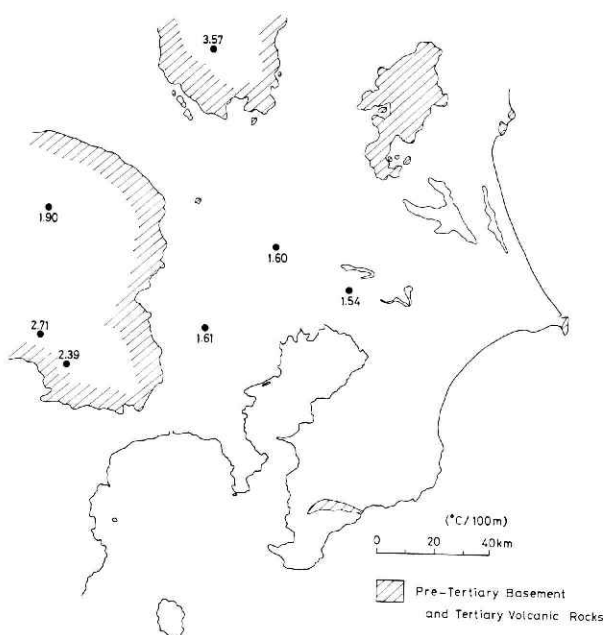 3.57
1.90
1.60
1.54
1.61
2.71
2.39
(°C/100m)
0 20 40km
Pre-Tertiary Basement
and Tertiary Volcanic Rocks